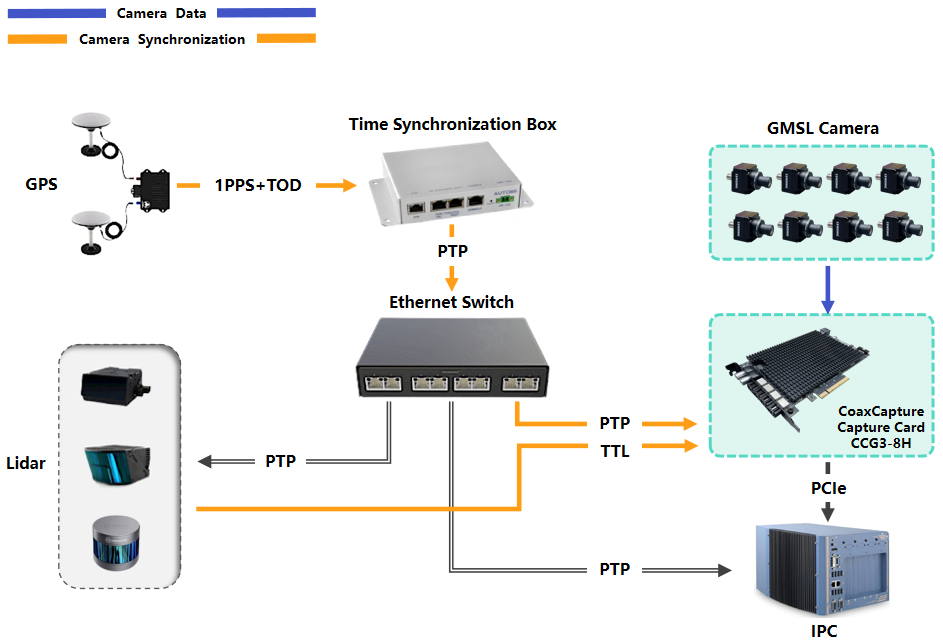 Camera Data
Camera Synchronization
GPS
1PPS+TOD
Time Synchronization Box
GMSL Camera
PTP
Ethernet Switch
CoaxCapture
Capture Card
CCG3-8H
PTP
TTL
Lidar
PTP
PCIe
PTP
IPC